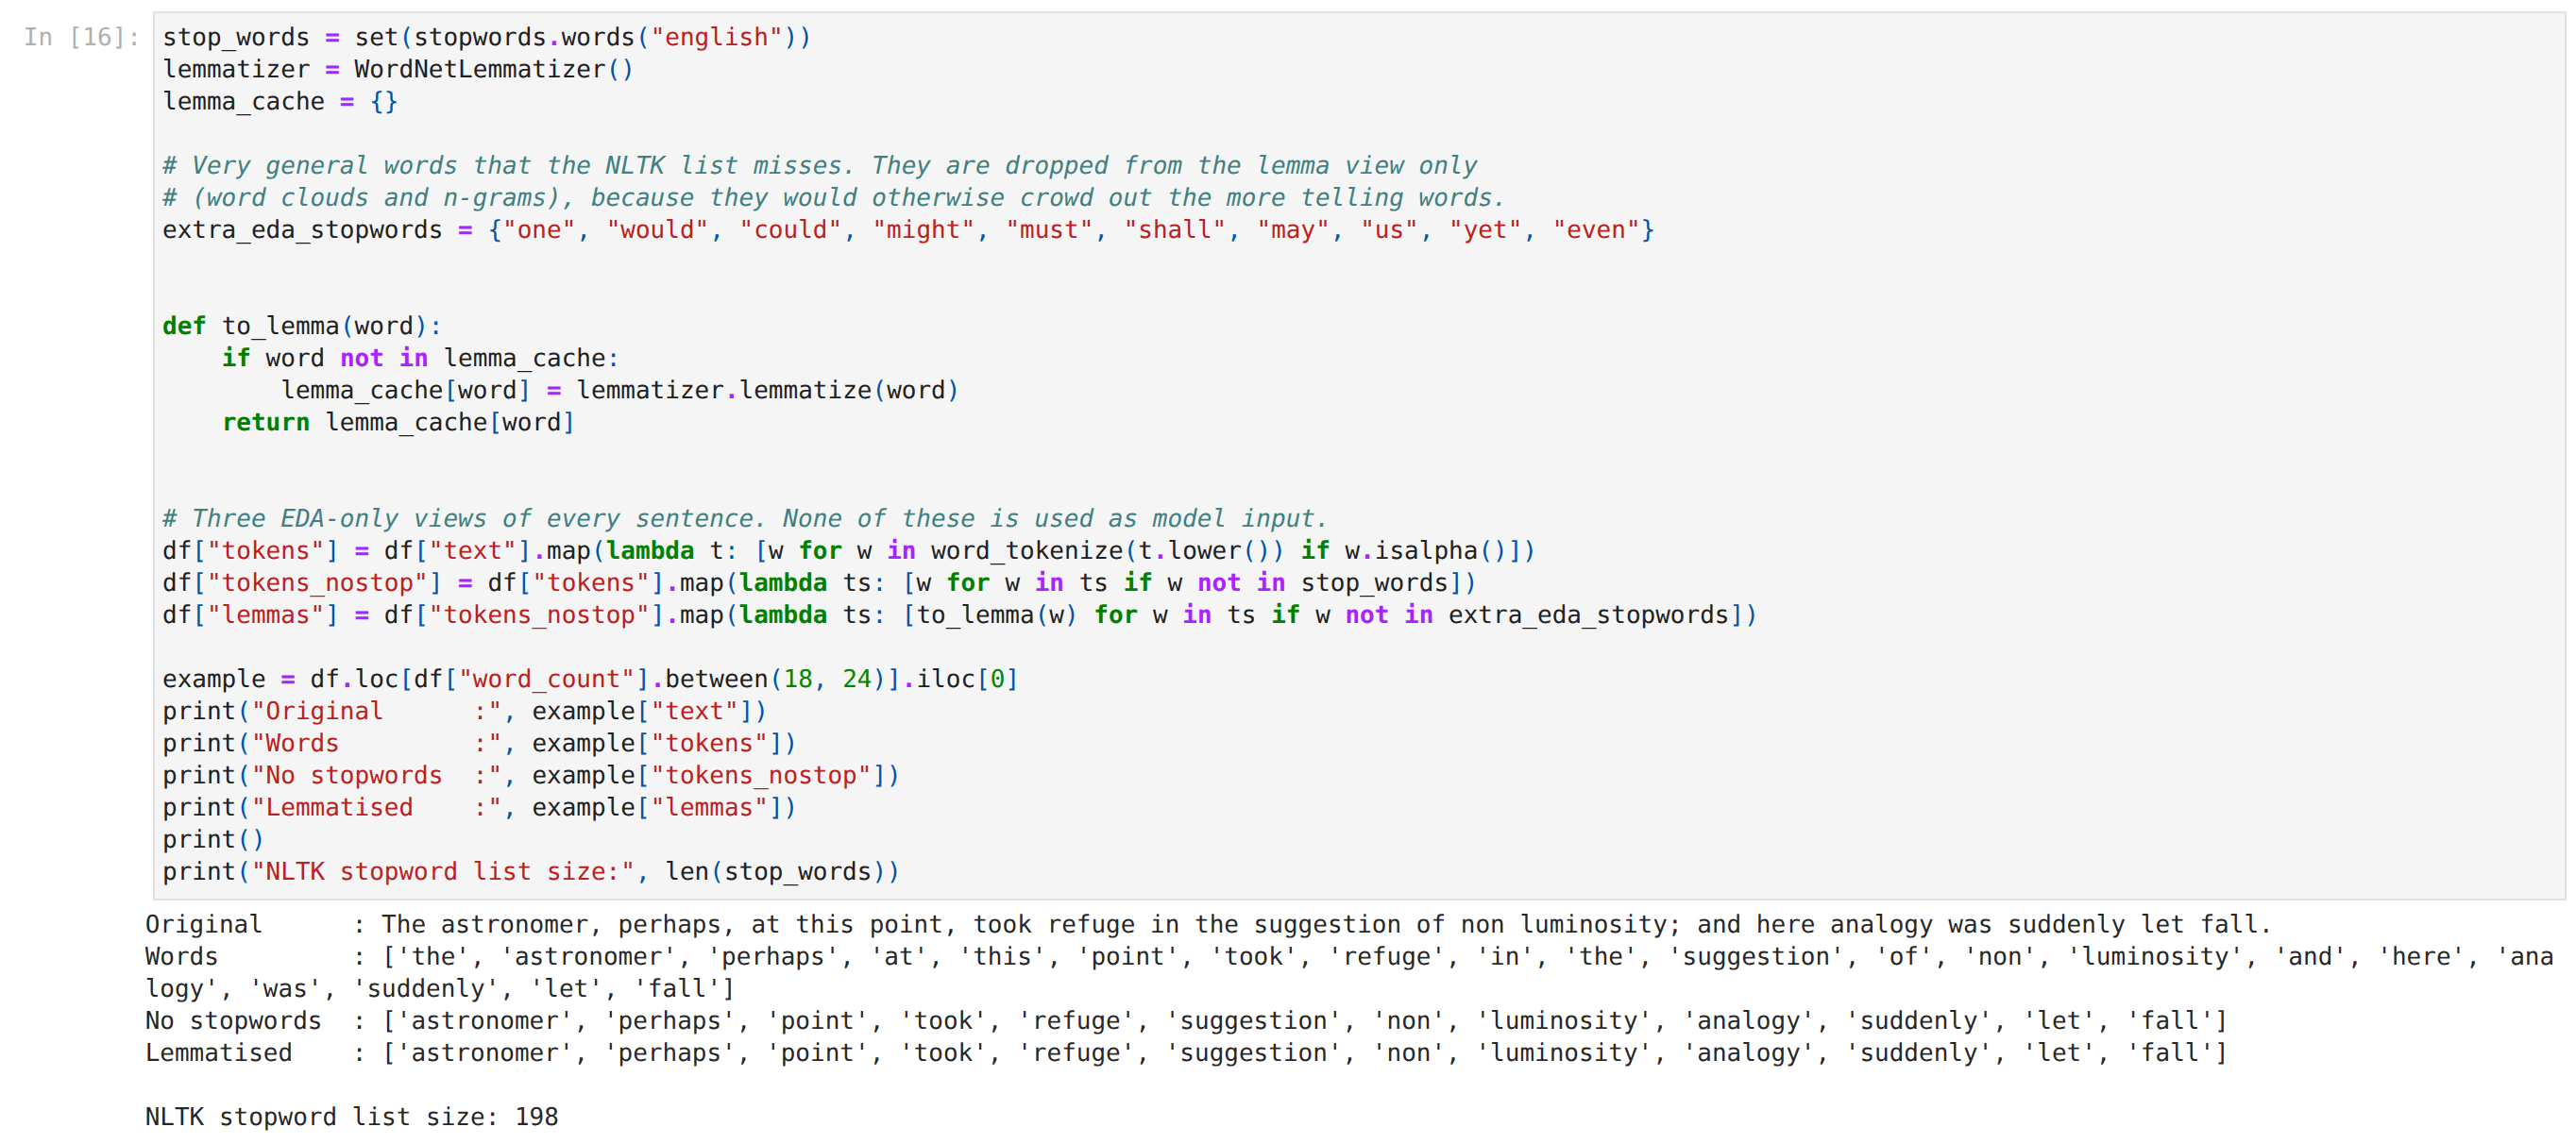 In [16]:
stop_words = set(stopwords.words("english"))
lemmatizer = WordNetLemmatizer()
lemma_cache = {}

# Very general words that the NLTK list misses. They are dropped from the lemma view only
# (word clouds and n-grams), because they would otherwise crowd out the more telling words.
extra_eda_stopwords = {"one", "would", "could", "might", "must", "shall", "may", "us", "yet", "even"}


def to_lemma(word):
    if word not in lemma_cache:
        lemma_cache[word] = lemmatizer.lemmatize(word)
    return lemma_cache[word]


# Three EDA-only views of every sentence. None of these is used as model input.
df["tokens"] = df["text"].map(lambda t: [w for w in word_tokenize(t.lower()) if w.isalpha()])
df["tokens_nostop"] = df["tokens"].map(lambda ts: [w for w in ts if w not in stop_words])
df["lemmas"] = df["tokens_nostop"].map(lambda ts: [to_lemma(w) for w in ts if w not in extra_eda_stopwords])

example = df.loc[df["word_count"].between(18, 24)].iloc[0]
print("Original      :", example["text"])
print("Words         :", example["tokens"])
print("No stopwords  :", example["tokens_nostop"])
print("Lemmatised    :", example["lemmas"])
print()
print("NLTK stopword list size:", len(stop_words))
Original      : The astronomer, perhaps, at this point, took refuge in the suggestion of non luminosity; and here analogy was suddenly let fall.
Words         : ['the', 'astronomer', 'perhaps', 'at', 'this', 'point', 'took', 'refuge', 'in', 'the', 'suggestion', 'of', 'non', 'luminosity', 'and', 'here', 'ana
logy', 'was', 'suddenly', 'let', 'fall']
No stopwords  : ['astronomer', 'perhaps', 'point', 'took', 'refuge', 'suggestion', 'non', 'luminosity', 'analogy', 'suddenly', 'let', 'fall']
Lemmatised    : ['astronomer', 'perhaps', 'point', 'took', 'refuge', 'suggestion', 'non', 'luminosity', 'analogy', 'suddenly', 'let', 'fall']

NLTK stopword list size: 198